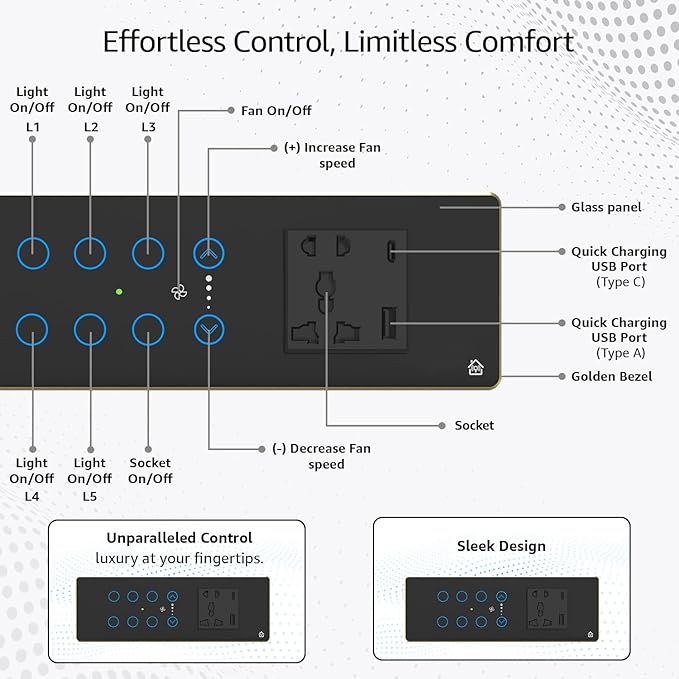 Effortless Control, Limitless Comfort
Light
On/Off
L1
Light
On/Off
L2
Light
On/Off
L3
Fan On/Off
(+) Increase Fan
speed
Glass panel
Quick Charging
USB Port
(Type C)
Quick Charging
USB Port
(Type A)
Golden Bezel
Socket
(-) Decrease Fan
speed
Light
On/Off
L4
Light
On/Off
L5
Socket
On/Off
Unparalleled Control
luxury at your fingertips.
Sleek Design